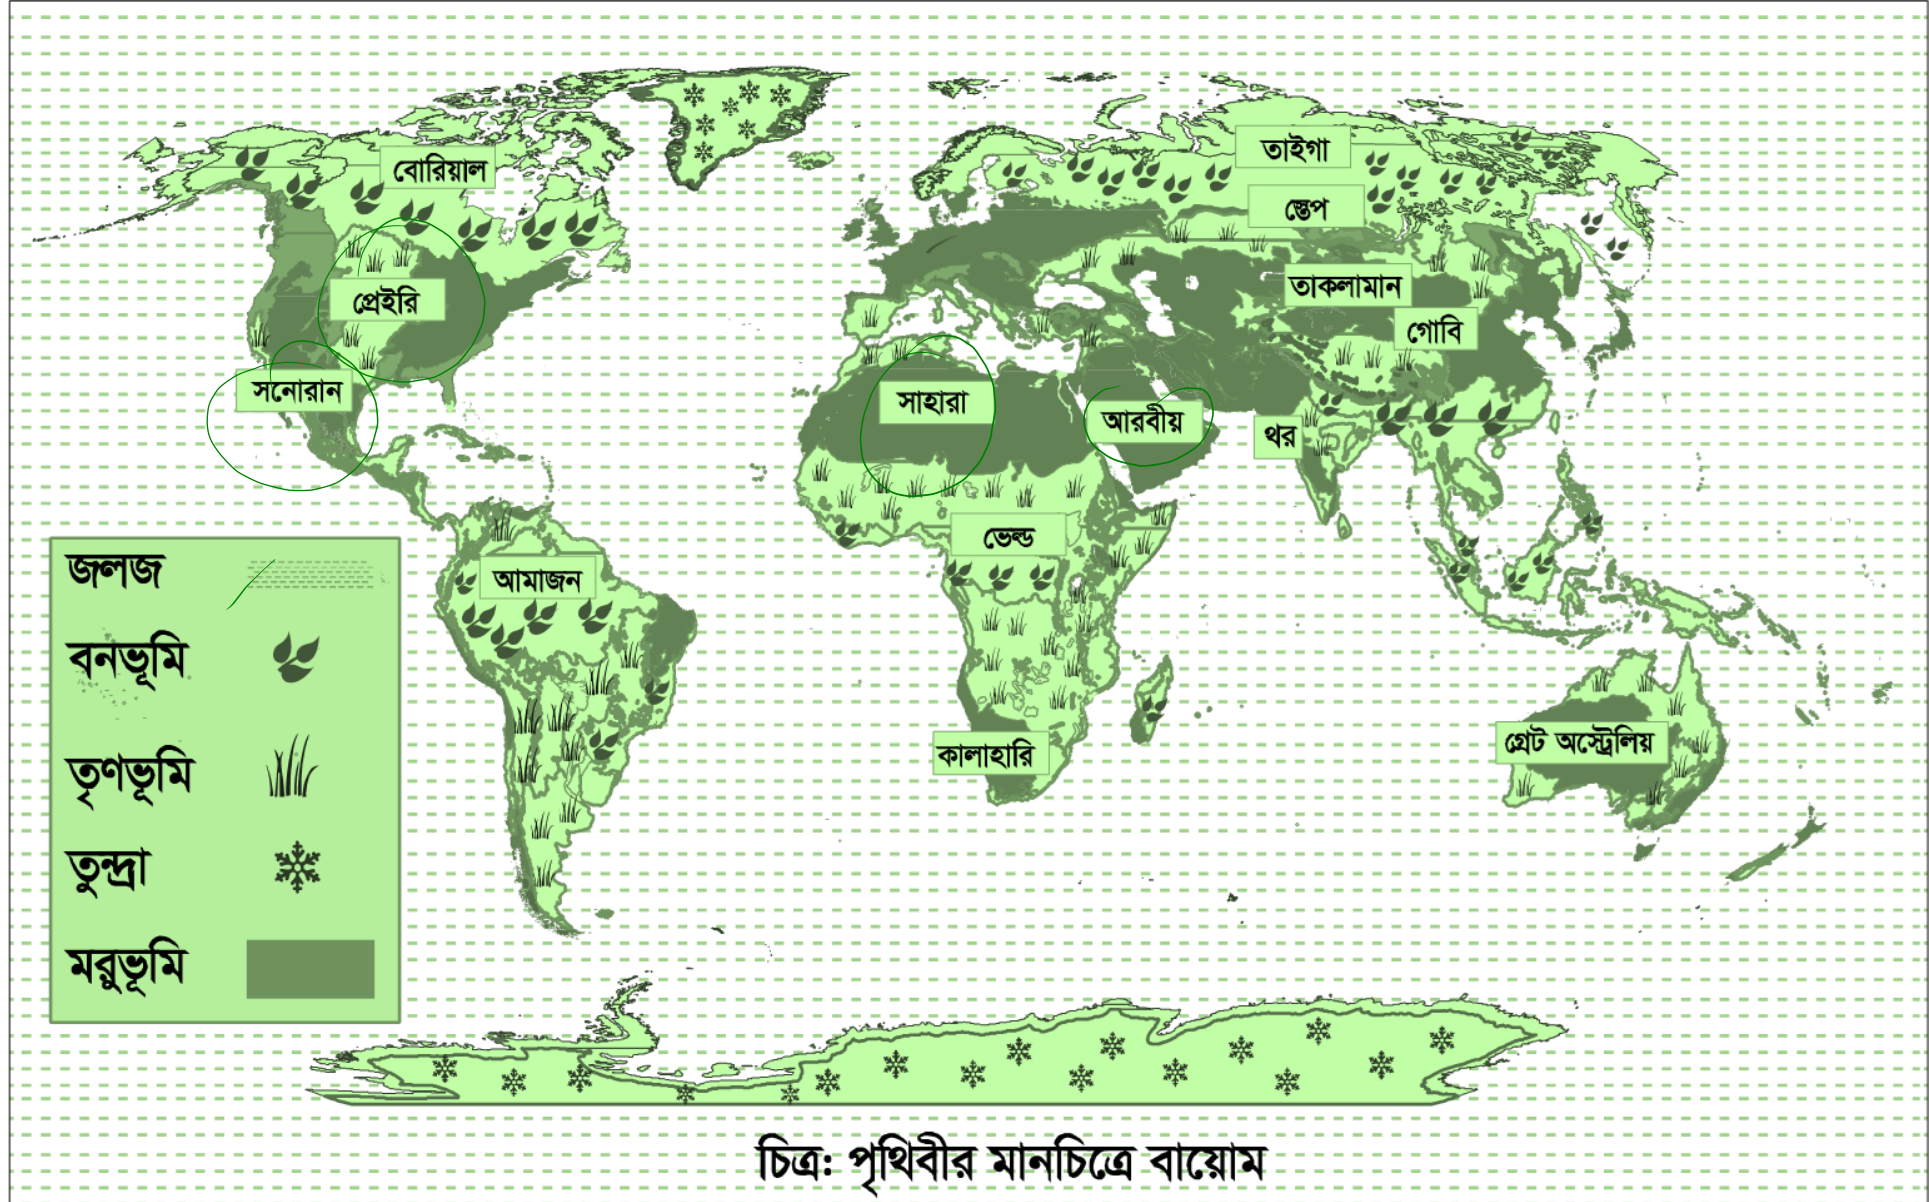 বোরিয়াল
তাইগা
স্তেপ
প্রেইরি
তাকলামান
গোবি
সনোরান
সাহারা
আরবীয়
থর
ভেল্ড
আমাজন
কালাহারি
গ্রেট অস্ট্রেলিয়
জলজ
বনভূমি
তৃণভূমি
তুন্দ্রা
মরুভূমি
চিত্র: পৃথিবীর মানচিত্রে বায়োম